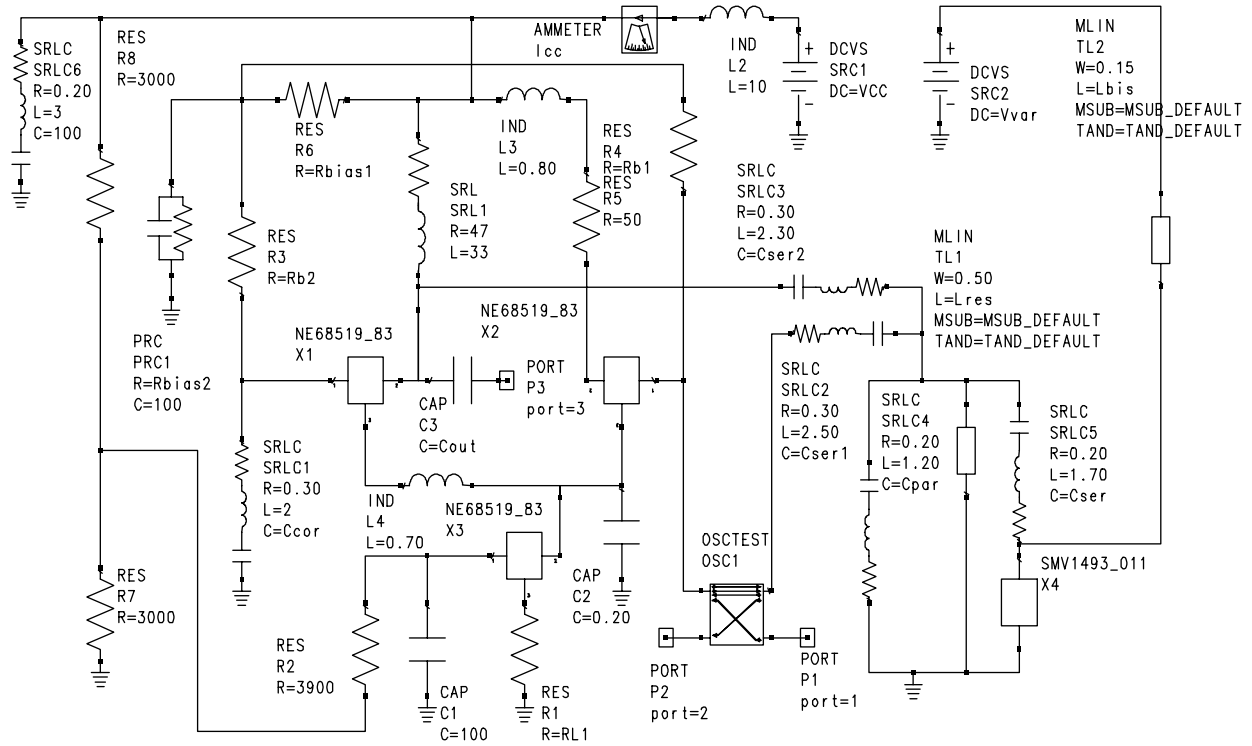 SRLC
SRLC6
R=0.20
L=3
C=100
RES
R8
R=3000
AMMETER
Icc
IND
L2
L=10
DCVS
SRC1
DC=VCC
DCVS
SRC2
DC=Vvar
MLIN
TL2
W=0.15
L=Lbis
MSUB=MSUB_DEFAULT
TAND=TAND_DEFAULT
RES
R6
R=Rbias1
IND
L3
L=0.80
RES
R4
R=Rb1
RES
R5
R=50
SRL
SRL1
R=47
L=33
RES
R3
R=Rb2
SRLC
SRLC3
R=0.30
L=2.30
C=Cser2
MLIN
TL1
W=0.50
L=Lres
MSUB=MSUB_DEFAULT
TAND=TAND_DEFAULT
PRC
PRC1
R=Rbias2
C=100
NE68519_83
X1
NE68519_83
X2
PORT
P3
port=3
CAP
C3
C=Cout
SRLC
SRLC2
R=0.30
L=2.50
C=Cser1
SRLC
SRLC4
R=0.20
L=1.20
C=Cpar
SRLC
SRLC5
R=0.20
L=1.70
C=Cser
SRLC
SRLC1
R=0.30
L=2
C=Ccor
IND
L4
L=0.70
NE68519_83
X3
CAP
C2
C=0.20
OSCTEST
OSC1
SMV1493_011
X4
RES
R7
R=3000
RES
R2
R=3900
CAP
C1
C=100
RES
R1
R=RL1
PORT
P2
port=2
PORT
P1
port=1